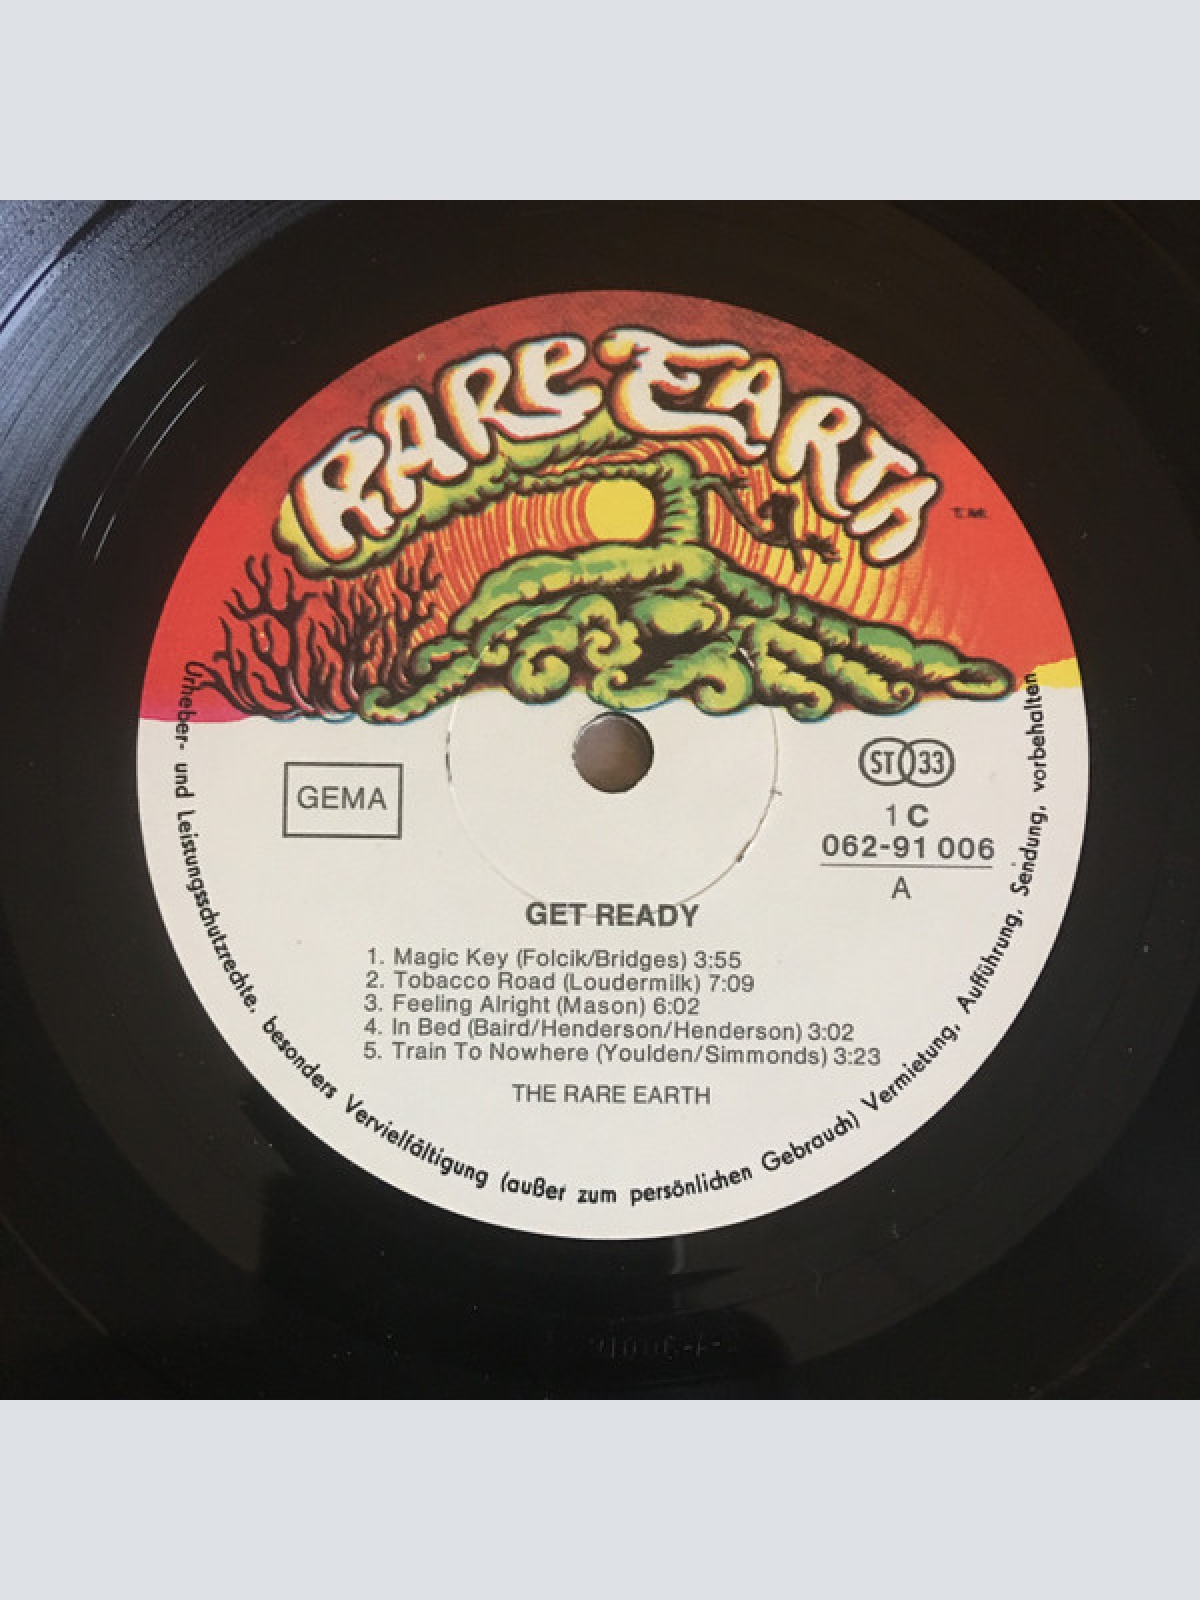 RARE EARTH
T.M.
GEMA
ST 33
1 C
062-91 006
A
GET READY
1. Magic Key (Folcik/Bridges) 3:55
2. Tobacco Road (Loudermilk) 7:09
3. Feeling Alright (Mason) 6:02
4. In Bed (Baird/Henderson/Henderson) 3:02
5. Train To Nowhere (Youlden/Simmonds) 3:23
THE RARE EARTH
Urheber- und Leistungsschutzrechte, besonders Vervielfältigung (außer zum persönlichen Gebrauch) Vermietung, Aufführung, Sendung, vorbehalten